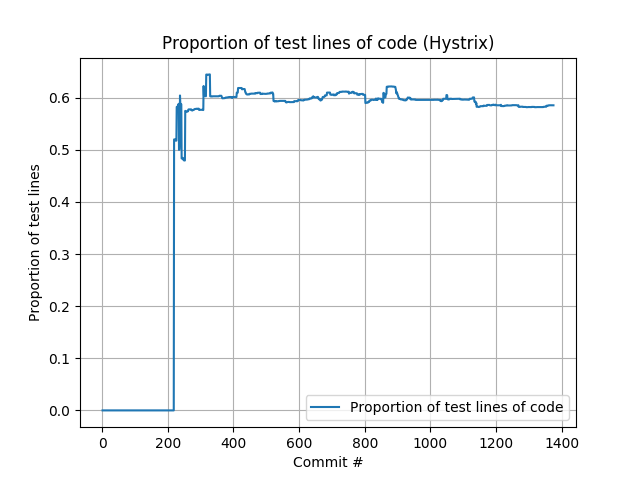 Proportion of test lines of code (Hystrix)
Proportion of test lines
0.6
0.5
0.4
0.3
0.2
0.1
0.0
Proportion of test lines of code
0 200 400 600 800 1000 1200 1400
Commit #